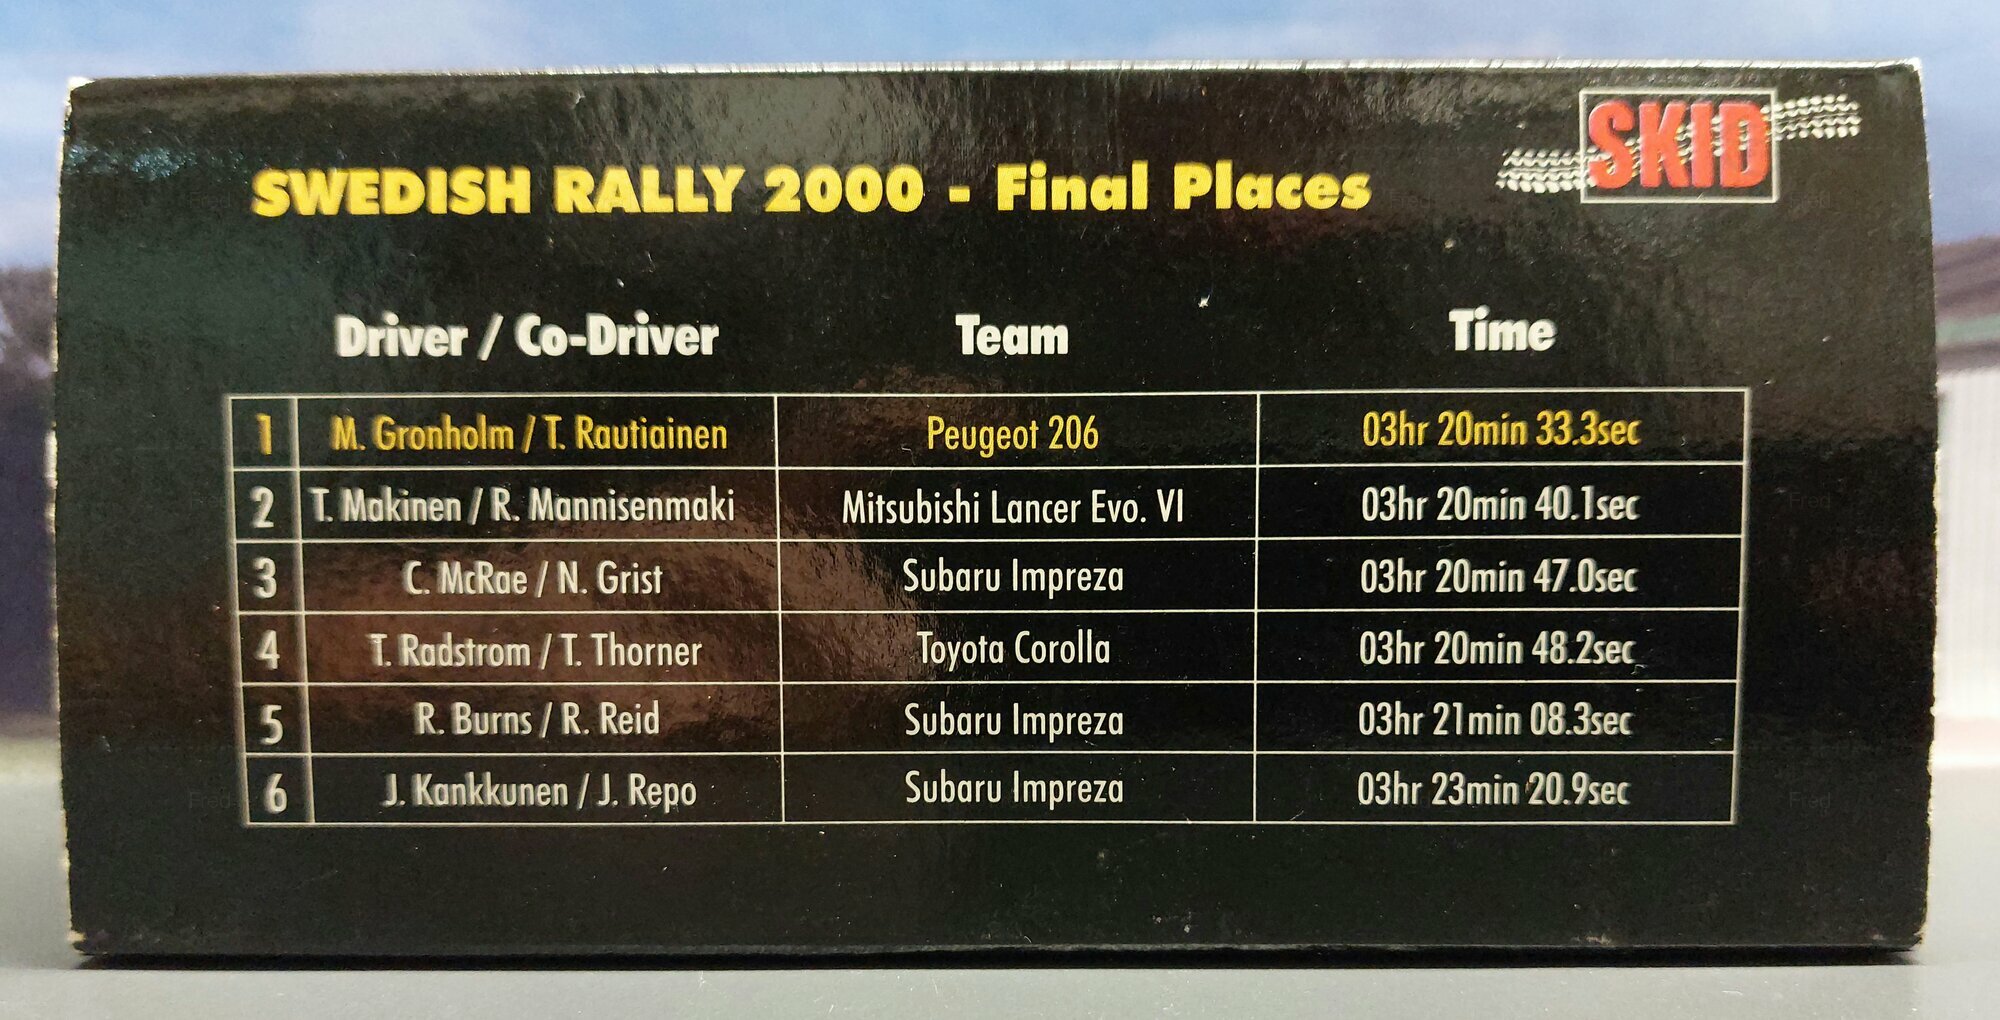 SKID
SWEDISH RALLY 2000 - Final Places
Driver / Co-Driver Team Time
1 M. Gronholm / T. Rautiainen Peugeot 206 03hr 20min 33.3sec
2 T. Makinen / R. Mannisenmaki Mitsubishi Lancer Evo. VI 03hr 20min 40.1sec
3 C. McRae / N. Grist Subaru Impreza 03hr 20min 47.0sec
4 T. Radstrom / T. Thorner Toyota Corolla 03hr 20min 48.2sec
5 R. Burns / R. Reid Subaru Impreza 03hr 21min 08.3sec
6 J. Kankkunen / J. Repo Subaru Impreza 03hr 23min 20.9sec
Fred Fred